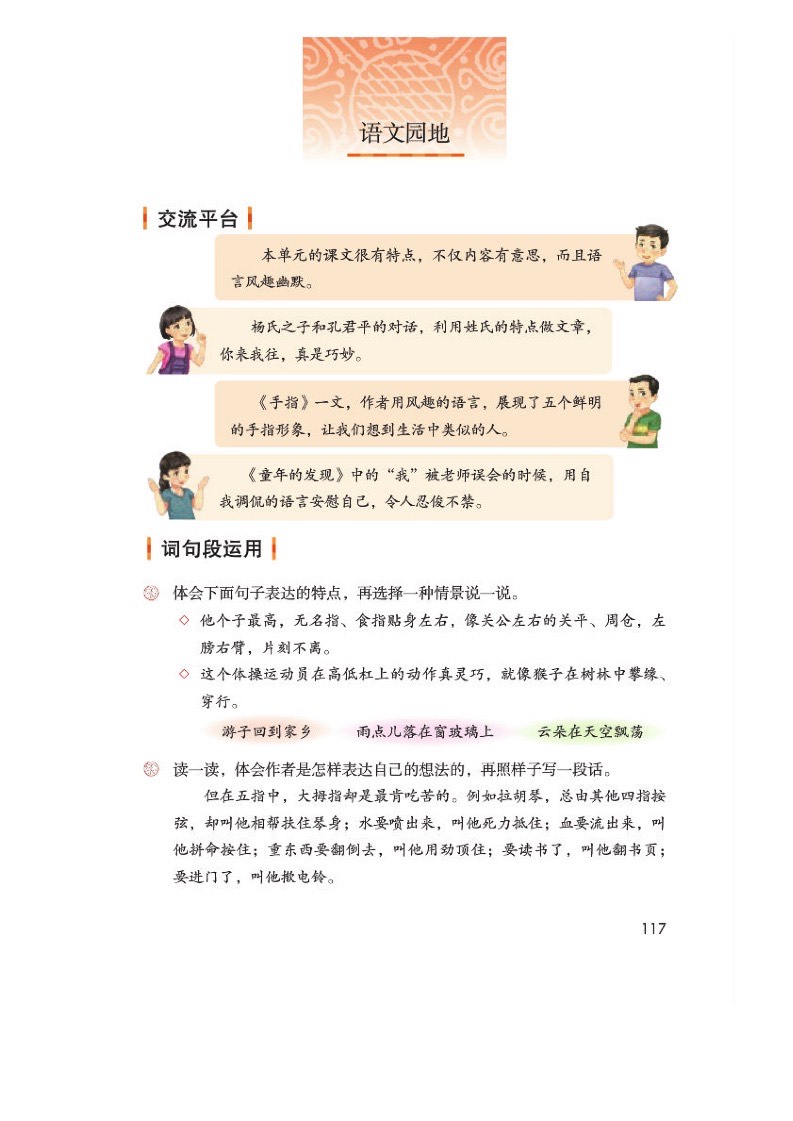 语文园地
交流平台
本单元的课文很有特点，不仅内容有意思，而且语
言风趣幽默。
杨氏之子和孔君平的对话，利用姓氏的特点做文章，
你来我往，真是巧妙。
《手指》一文，作者用风趣的语言，展现了五个鲜明
的手指形象，让我们想到生活中类似的人。
《童年的发现》中的“我”被老师误会的时候，用自
我调侃的语言安慰自己，令人忍俊不禁。
词句段运用
体会下面句子表达的特点，再选择一种情景说一说。
◇ 他个子最高，无名指、食指贴身左右，像关公左右的关平、周仓，左
膀右臂，片刻不离。
◇ 这个体操运动员在高低杠上的动作真灵巧，就像猴子在树林中攀缘、
穿行。
游子回到家乡 雨点儿落在窗玻璃上 云朵在天空飘荡
读一读，体会作者是怎样表达自己的想法的，再照样子写一段话。
但在五指中，大拇指却是最肯吃苦的。例如拉胡琴，总由其他四指按
弦，却叫他相帮扶住琴身；水要喷出来，叫他死力抵住；血要流出来，叫
他拼命按住；重东西要翻倒去，叫他用劲顶住；要读书了，叫他翻书页；
要进门了，叫他揿电铃。
117